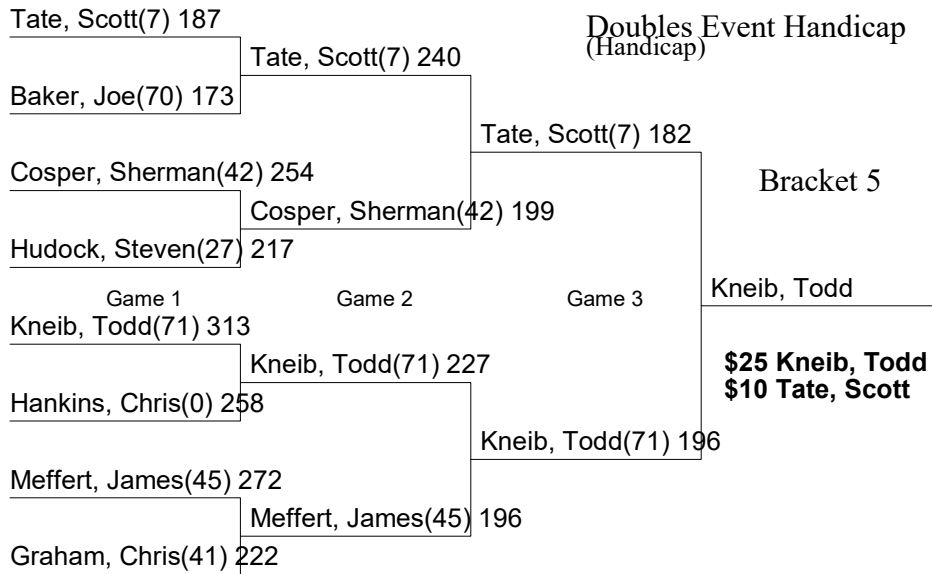 Tate, Scott(7) 187
Doubles Event Handicap
(Handicap)
Tate, Scott(7) 240
Baker, Joe(70) 173
Tate, Scott(7) 182
Cosper, Sherman(42) 254
Bracket 5
Cosper, Sherman(42) 199
Hudock, Steven(27) 217
Game 1 Game 2 Game 3
Kneib, Todd
Kneib, Todd(71) 313
Kneib, Todd(71) 227
$25 Kneib, Todd
$10 Tate, Scott
Hankins, Chris(0) 258
Kneib, Todd(71) 196
Meffert, James(45) 272
Meffert, James(45) 196
Graham, Chris(41) 222